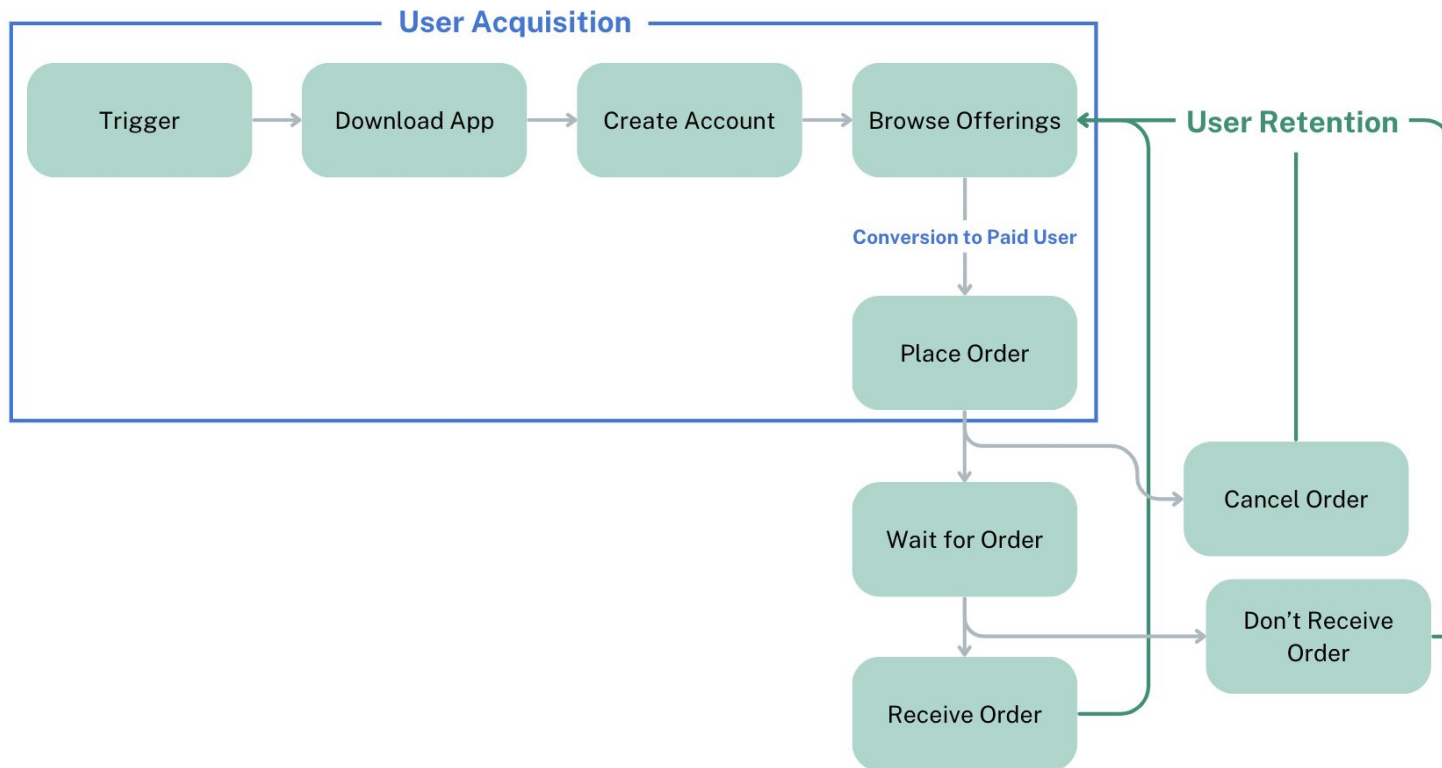 User Acquisition
Trigger
Download App
Create Account
Browse Offerings
User Retention
Conversion to Paid User
Place Order
Cancel Order
Wait for Order
Don’t Receive
Order
Receive Order